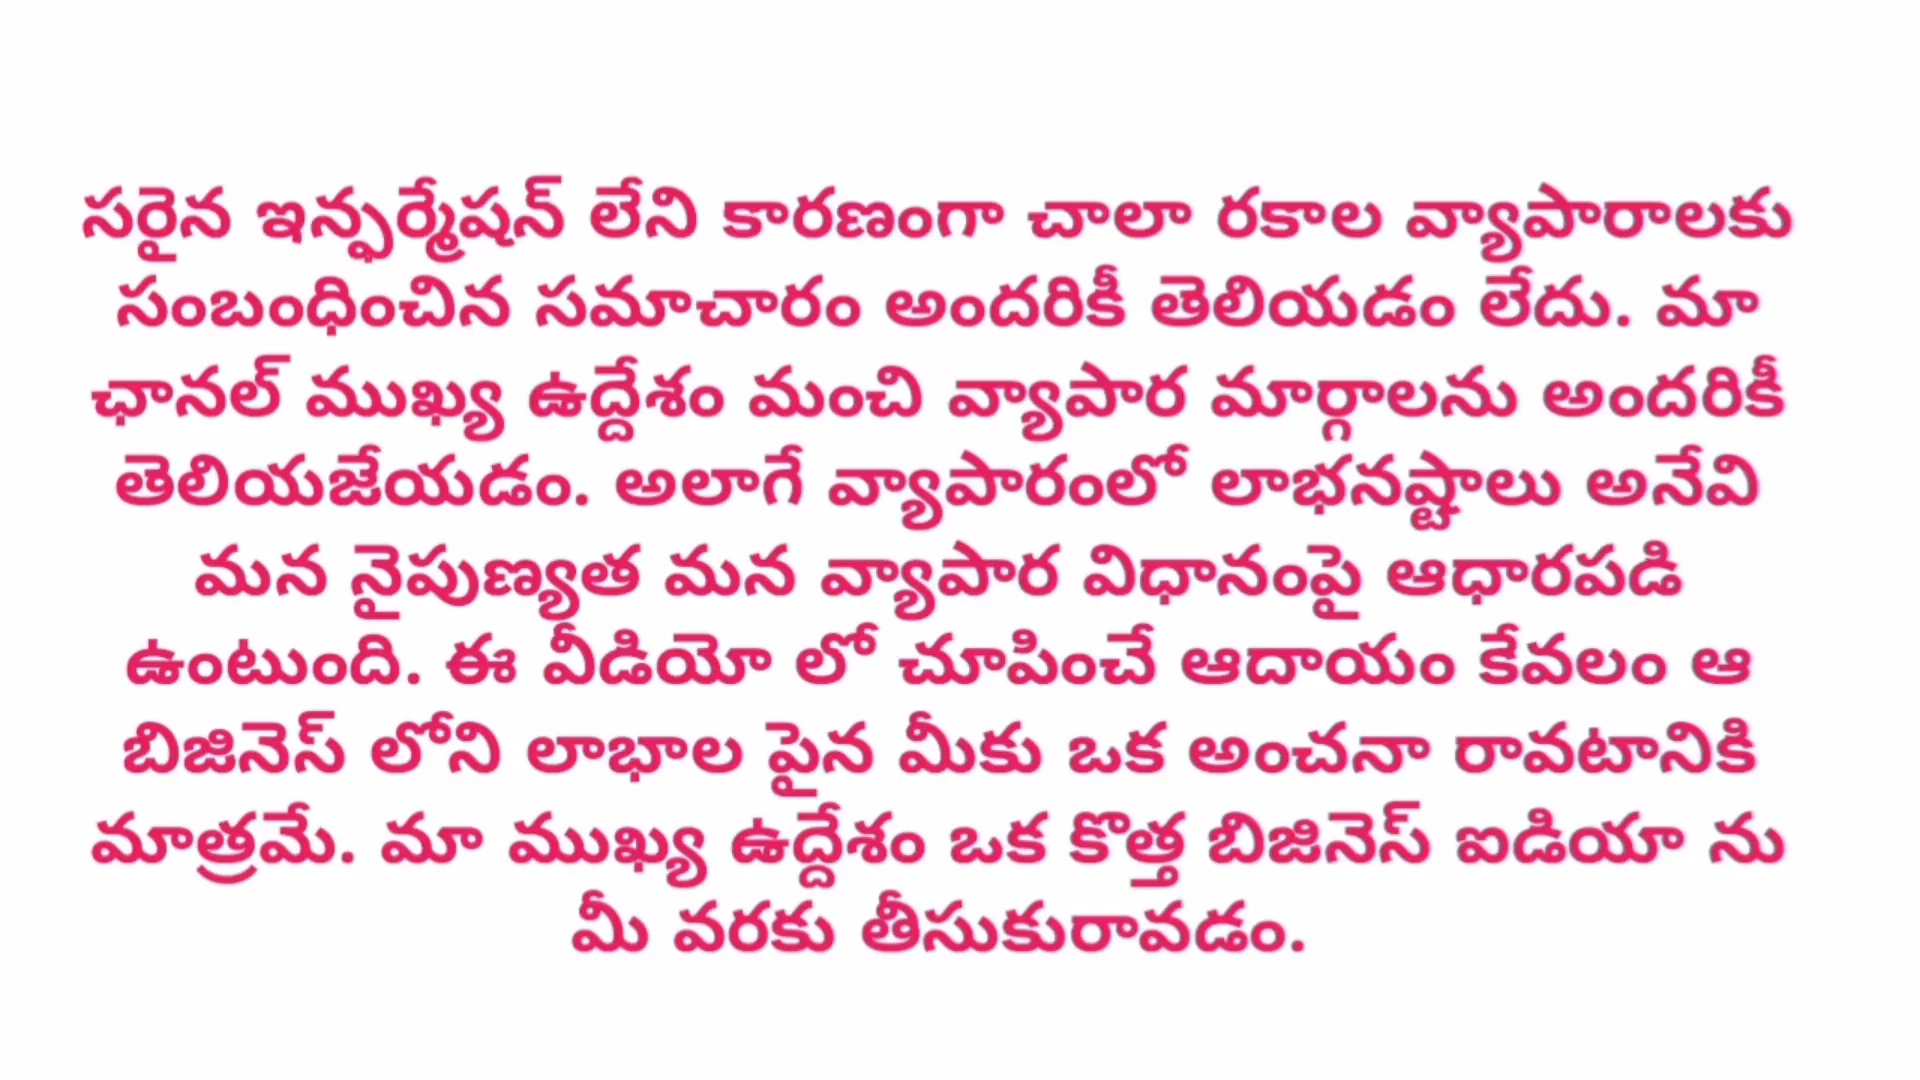 సరైన ఇన్ఫర్మేషన్ లేని కారణంగా చాలా రకాల వ్యాపారాలకు
సంబంధించిన సమాచారం అందరికీ తెలియడం లేదు. మా
ఛానల్ ముఖ్య ఉద్దేశం మంచి వ్యాపార మార్గాలను అందరికీ
తెలియజేయడం. అలాగే వ్యాపారంలో లాభనష్టాలు అనేవి
మన నైపుణ్యత మన వ్యాపార విధానంపై ఆధారపడి
ఉంటుంది. ఈ వీడియో లో చూపించే ఆదాయం కేవలం ఆ
బిజినెస్ లోని లాభాల పైన మీకు ఒక అంచనా రావటానికి
మాత్రమే. మా ముఖ్య ఉద్దేశం ఒక కొత్త బిజినెస్ ఐడియా ను
మీ వరకు తీసుకురావడం.